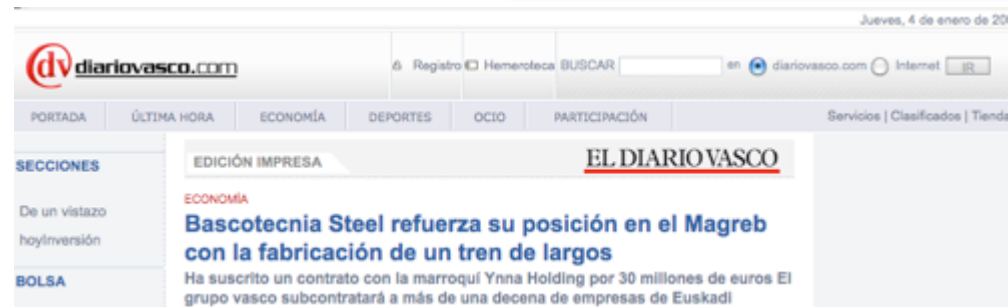 Jueves, 4 de enero de 20
dv diariovasco.com
Registro Hemeroteca BUSCAR en diariovasco.com Internet IR
PORTADA ÚLTIMA HORA ECONOMÍA DEPORTES OCIO PARTICIPACIÓN Servicios | Clasificados | Tienda
SECCIONES
De un vistazo
hoyInversión
BOLSA
EDICIÓN IMPRESA EL DIARIO VASCO
ECONOMÍA
Bascotecnia Steel refuerza su posición en el Magreb
con la fabricación de un tren de largos
Ha suscrito un contrato con la marroquí Ynna Holding por 30 millones de euros El
grupo vasco subcontratará a más de una decena de empresas de Euskadi